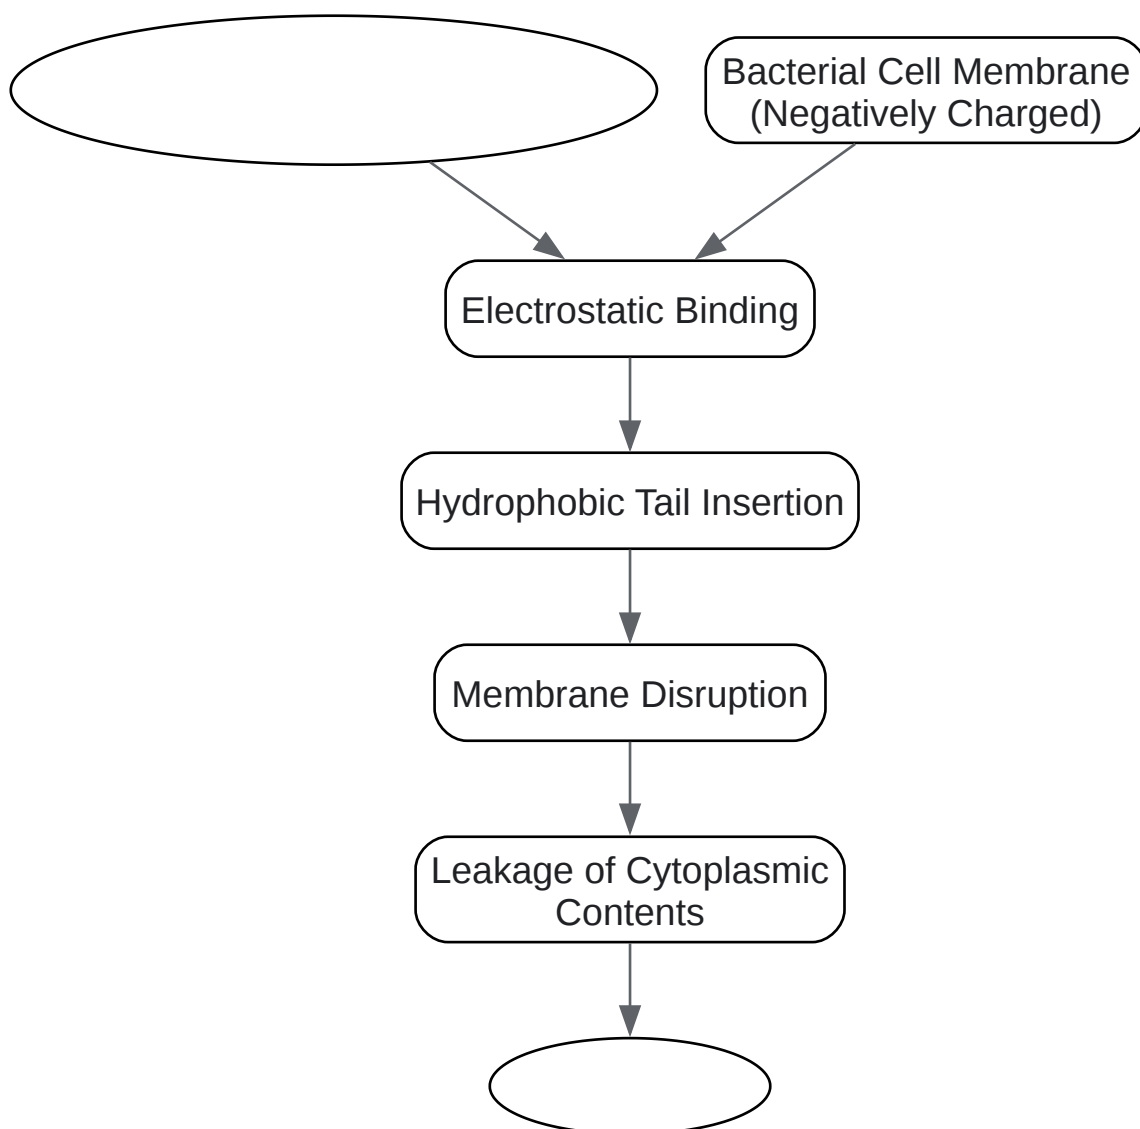 Bacterial Cell Membrane
(Negatively Charged)
Electrostatic Binding
Hydrophobic Tail Insertion
Membrane Disruption
Leakage of Cytoplasmic
Contents